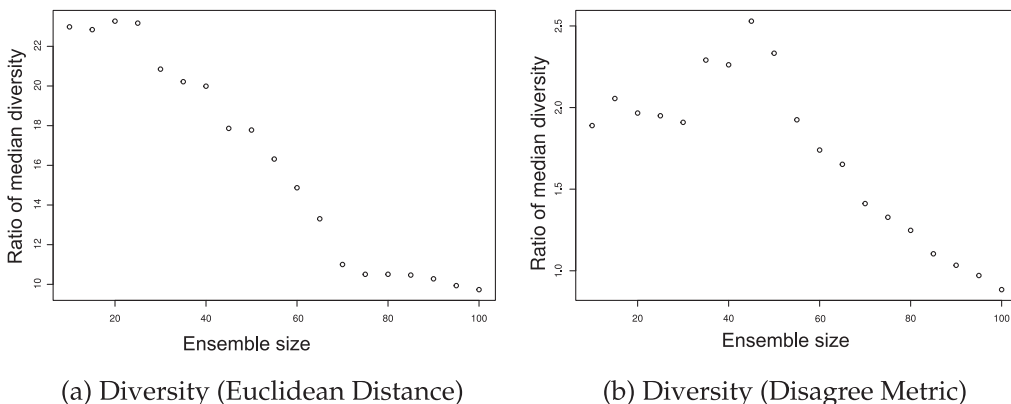 Ratio of median diversity
22
20
18
16
14
12
10
20 40 60 80 100
Ensemble size
(a) Diversity (Euclidean Distance)
Ratio of median diversity
2.5
2.0
1.5
1.0
20 40 60 80 100
Ensemble size
(b) Diversity (Disagree Metric)